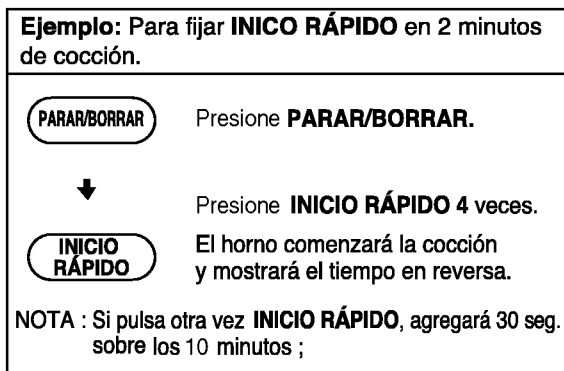 Ejemplo: Para fijar INICO RÁPIDO en 2 minutos
de cocción.
PARAR/BORRAR Presione PARAR/BORRAR.
Presione INICIO RÁPIDO 4 veces.
INICIO
RÁPIDO
El horno comenzará la cocción
y mostrará el tiempo en reversa.
NOTA : Si pulsa otra vez INICIO RÁPIDO, agregará 30 seg.
sobre los 10 minutos ;